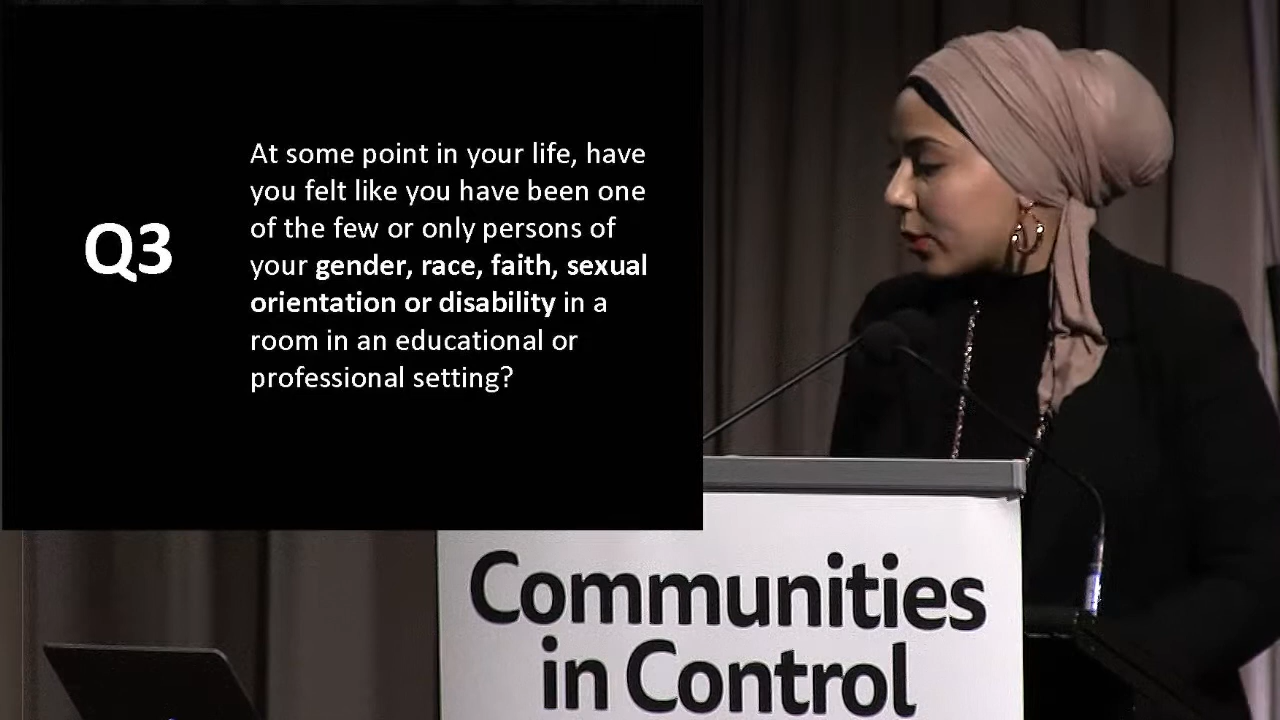 Q3
At some point in your life, have
you felt like you have been one
of the few or only persons of
your gender, race, faith, sexual
orientation or disability in a
room in an educational or
professional setting?
Communities
in Control